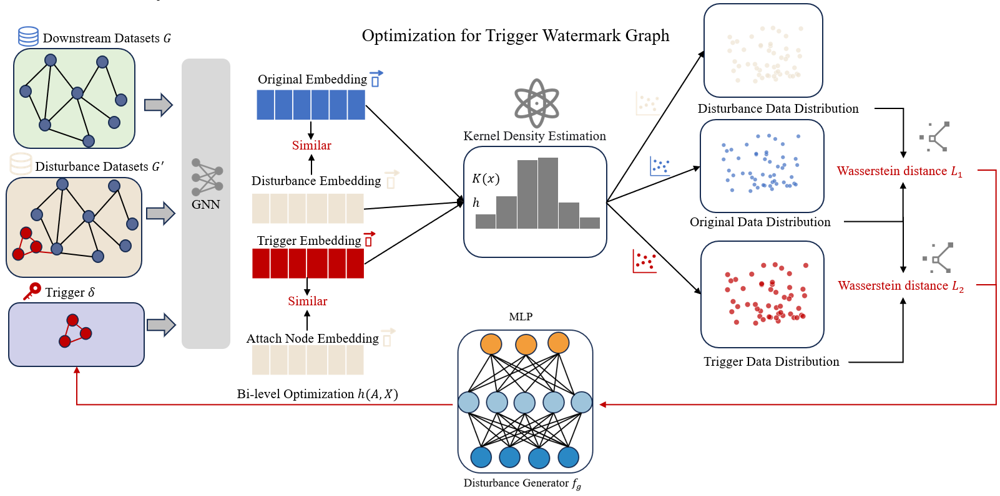 Optimization for Trigger Watermark Graph
Downstream Datasets G
Disturbance Datasets G′
Trigger δ
GNN
Original Embedding
Similar
Disturbance Embedding
Trigger Embedding
Similar
Attach Node Embedding
Bi-level Optimization h(A, X)
Kernel Density Estimation
K(x)
h
MLP
Disturbance Generator f_g
Disturbance Data Distribution
Original Data Distribution
Trigger Data Distribution
Wasserstein distance L₁
Wasserstein distance L₂